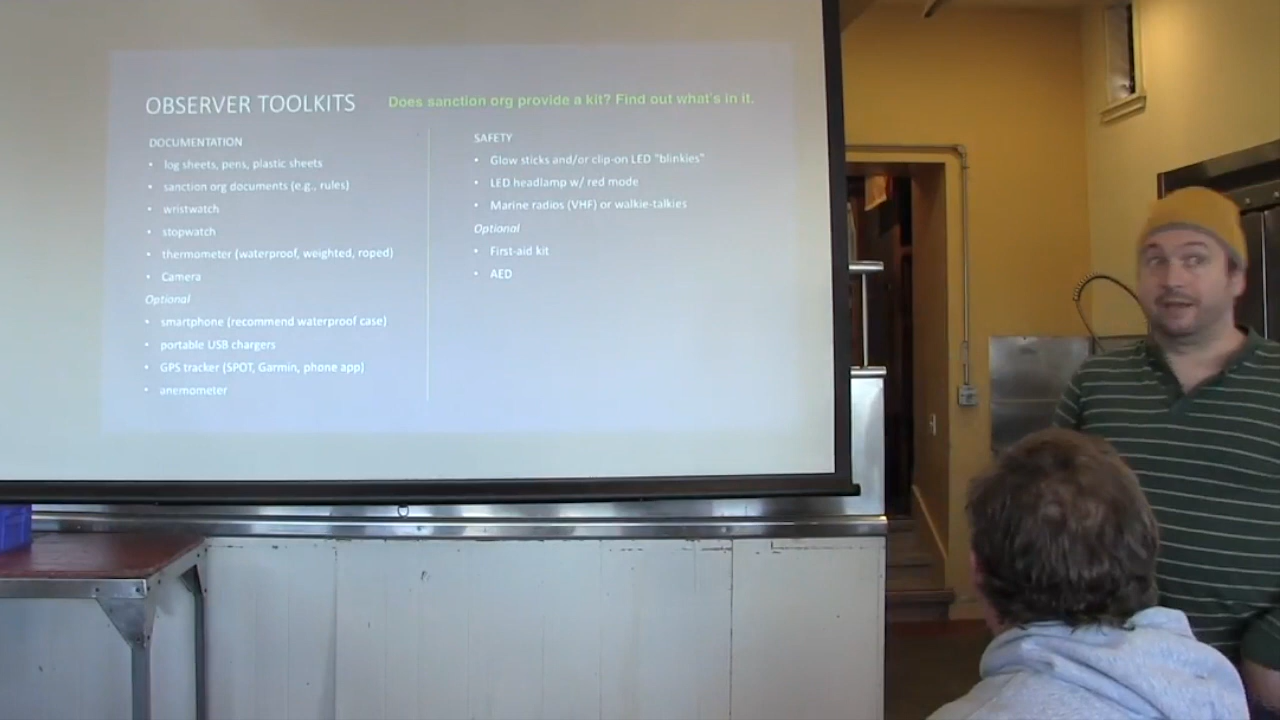 OBSERVER TOOLKITS
Does sanction org provide a kit? Find out what's in it.
DOCUMENTATION
• log sheets, pens, plastic sheets
• sanction org documents (e.g., rules)
• wristwatch
• stopwatch
• thermometer (waterproof, weighted, roped)
• Camera
Optional
• smartphone (recommend waterproof case)
• portable USB chargers
• GPS tracker (SPOT, Garmin, phone app)
• anemometer
SAFETY
• Glow sticks and/or clip-on LED "blinkies"
• LED headlamp w/ red mode
• Marine radios (VHF) or walkie-talkies
Optional
• First-aid kit
• AED